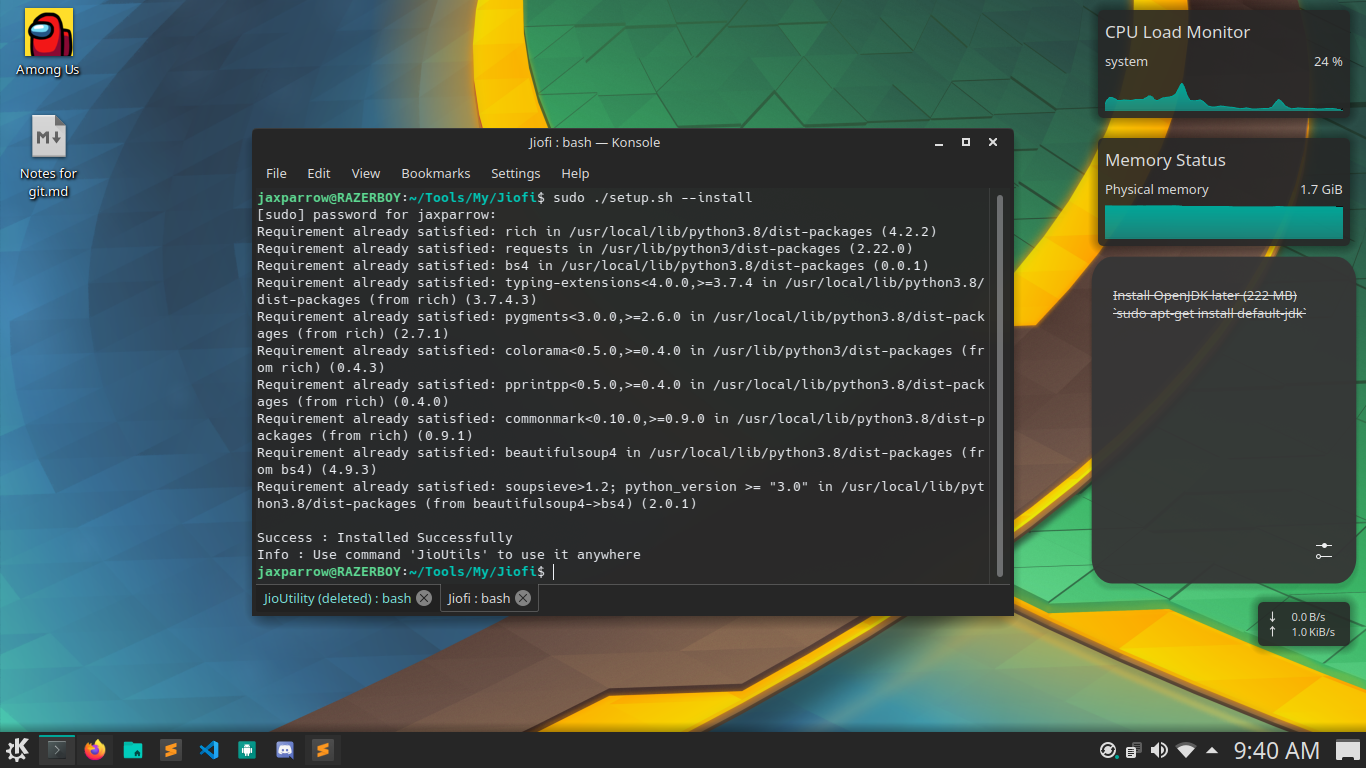 Among Us
Notes for
git.md
Jiofi : bash — Konsole
File Edit View Bookmarks Settings Help
jaxparrow@RAZERBOY:~/Tools/My/Jiofi$ sudo ./setup.sh --install
[sudo] password for jaxparrow:
Requirement already satisfied: rich in /usr/local/lib/python3.8/dist-packages (4.2.2)
Requirement already satisfied: requests in /usr/lib/python3/dist-packages (2.22.0)
Requirement already satisfied: bs4 in /usr/local/lib/python3.8/dist-packages (0.0.1)
Requirement already satisfied: typing-extensions<4.0.0,>=3.7.4 in /usr/local/lib/python3.8/
dist-packages (from rich) (3.7.4.3)
Requirement already satisfied: pygments<3.0.0,>=2.6.0 in /usr/local/lib/python3.8/dist-pack
ages (from rich) (2.7.1)
Requirement already satisfied: colorama<0.5.0,>=0.4.0 in /usr/lib/python3/dist-packages (fr
om rich) (0.4.3)
Requirement already satisfied: pprintpp<0.5.0,>=0.4.0 in /usr/local/lib/python3.8/dist-pack
ages (from rich) (0.4.0)
Requirement already satisfied: commonmark<0.10.0,>=0.9.0 in /usr/local/lib/python3.8/dist-p
ackages (from rich) (0.9.1)
Requirement already satisfied: beautifulsoup4 in /usr/local/lib/python3.8/dist-packages (fr
om bs4) (4.9.3)
Requirement already satisfied: soupsieve>1.2; python_version >= "3.0" in /usr/local/lib/pyt
hon3.8/dist-packages (from beautifulsoup4->bs4) (2.0.1)
Success : Installed Successfully
Info : Use command 'JioUtils' to use it anywhere
jaxparrow@RAZERBOY:~/Tools/My/Jiofi$
JioUtility (deleted) : bash Jiofi : bash
CPU Load Monitor
system 24 %
Memory Status
Physical memory 1.7 GiB
Install OpenJDK later (222 MB)
`sudo apt-get install default-jdk`
↓ 0.0 B/s
↑ 1.0 KiB/s
9:40 AM